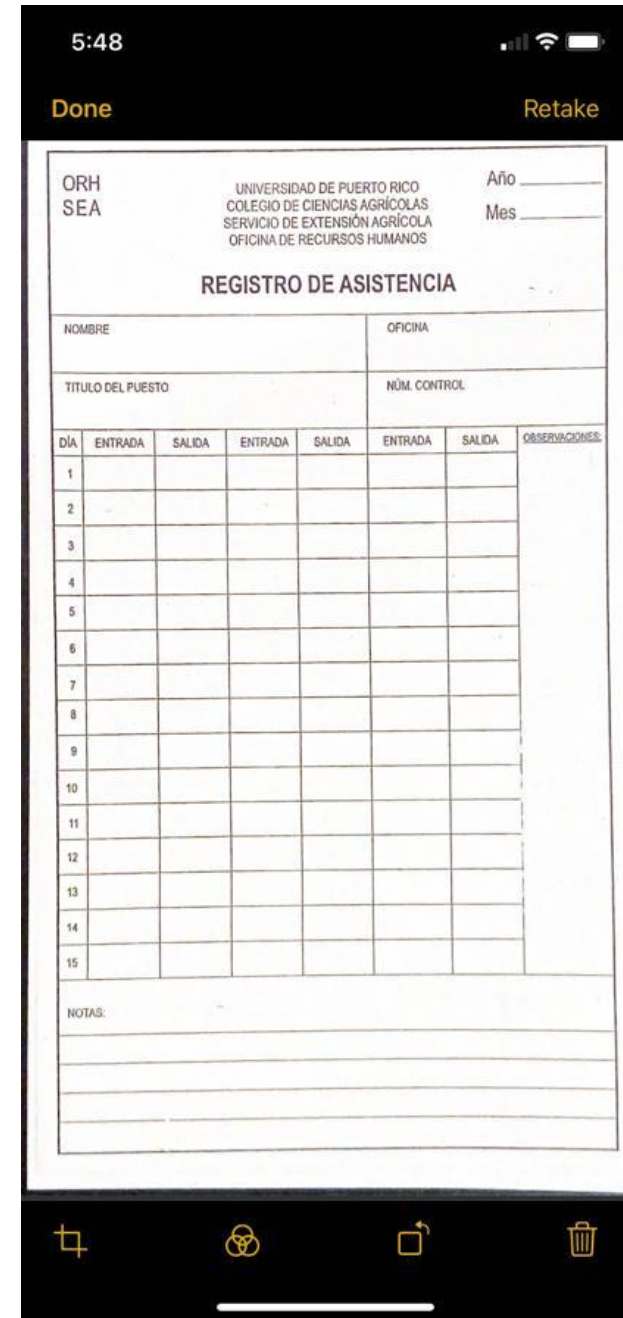 5:48
Done
Retake
ORH
SEA
UNIVERSIDAD DE PUERTO RICO
COLEGIO DE CIENCIAS AGRÍCOLAS
SERVICIO DE EXTENSIÓN AGRÍCOLA
OFICINA DE RECURSOS HUMANOS
Año
Mes
REGISTRO DE ASISTENCIA
NOMBRE
OFICINA
TITULO DEL PUESTO
NÚM. CONTROL
DÍA ENTRADA SALIDA ENTRADA SALIDA ENTRADA SALIDA OBSERVACIONES:
1
2
3
4
5
6
7
8
9
10
11
12
13
14
15
NOTAS: